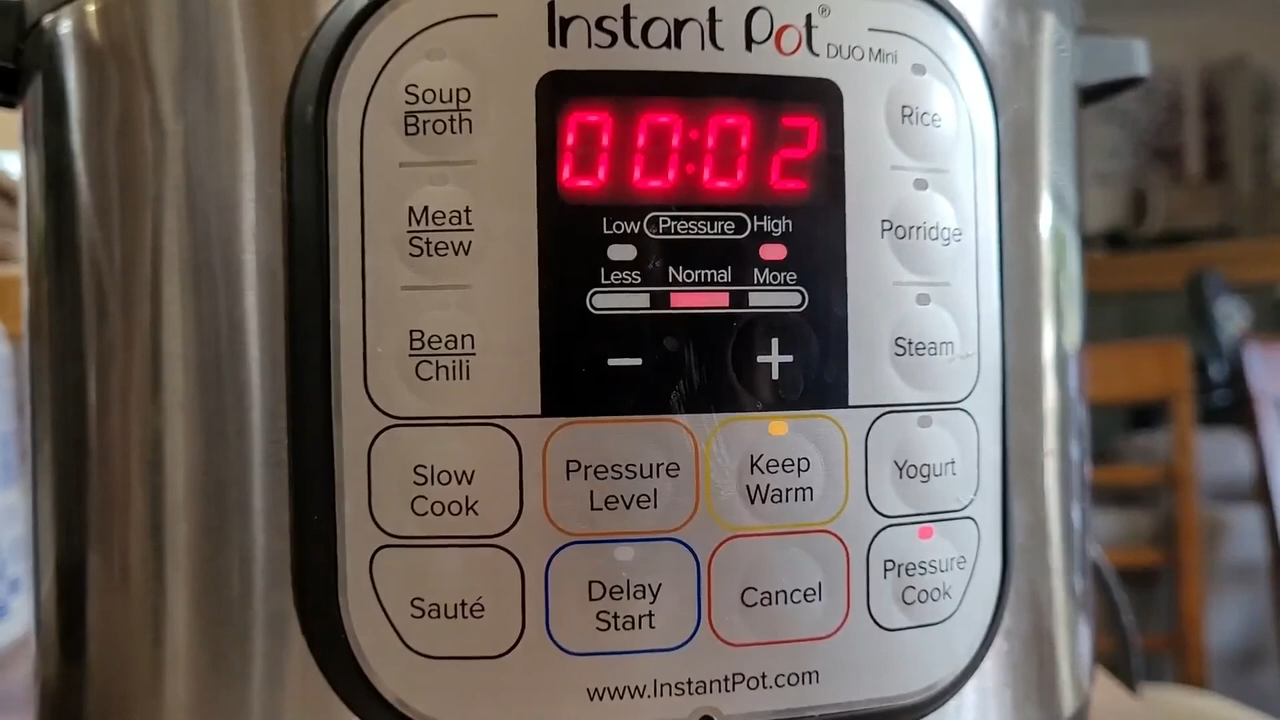 Instant Pot®
DUO Mini
Soup
Broth
Meat
Stew
Bean
Chili
00:02
Low Pressure High
Less Normal More
− +
Rice
Porridge
Steam
Slow
Cook
Pressure
Level
Keep
Warm
Yogurt
Sauté
Delay
Start
Cancel
Pressure
Cook
www.InstantPot.com